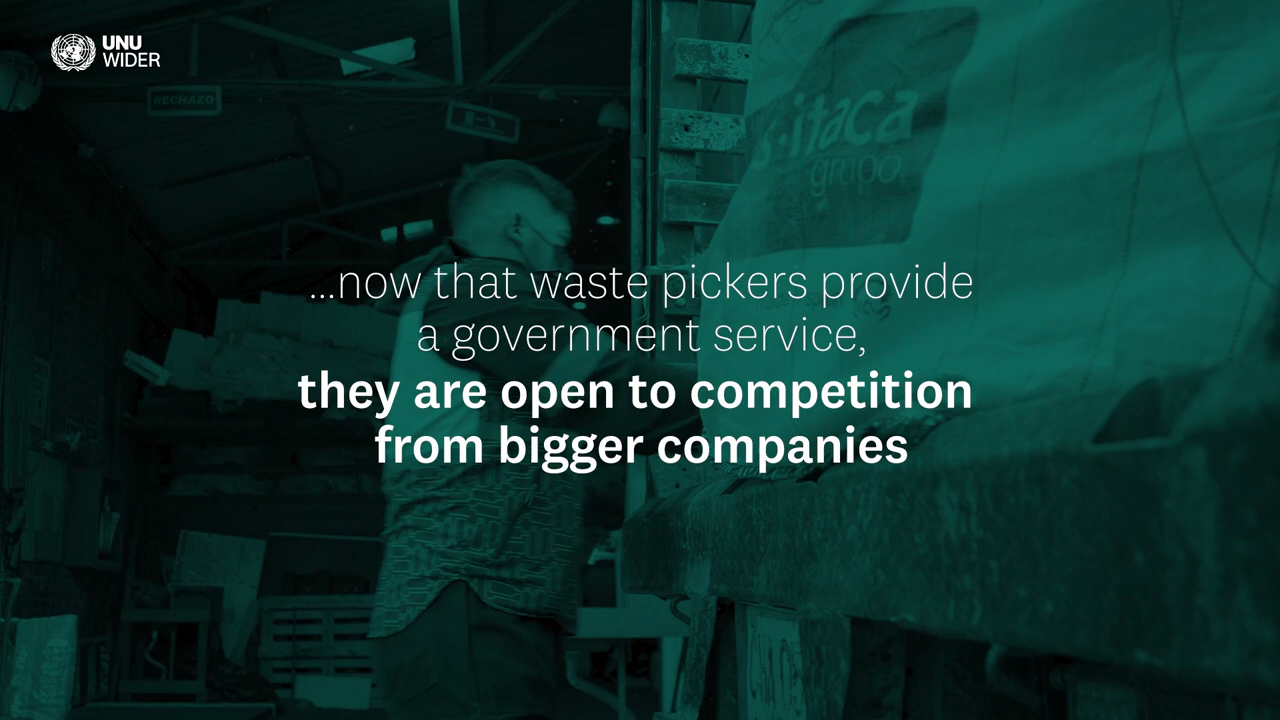 UNU
WIDER
RECHAZO
itaca
grupo
...now that waste pickers provide
a government service,
they are open to competition
from bigger companies